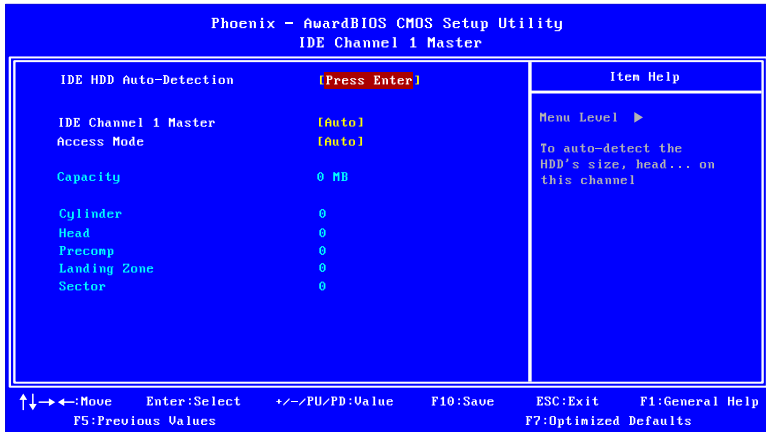 Phoenix - AwardBIOS CMOS Setup Utility
IDE Channel 1 Master
IDE HDD Auto-Detection [Press Enter]
IDE Channel 1 Master [Auto]
Access Mode [Auto]
Capacity 0 MB
Cylinder 0
Head 0
Precomp 0
Landing Zone 0
Sector 0
Item Help
Menu Level ▶
To auto-detect the
HDD's size, head... on
this channel
↑↓→←:Move Enter:Select +/-/PU/PD:Value F10:Save ESC:Exit F1:General Help
F5:Previous Values F7:Optimized Defaults